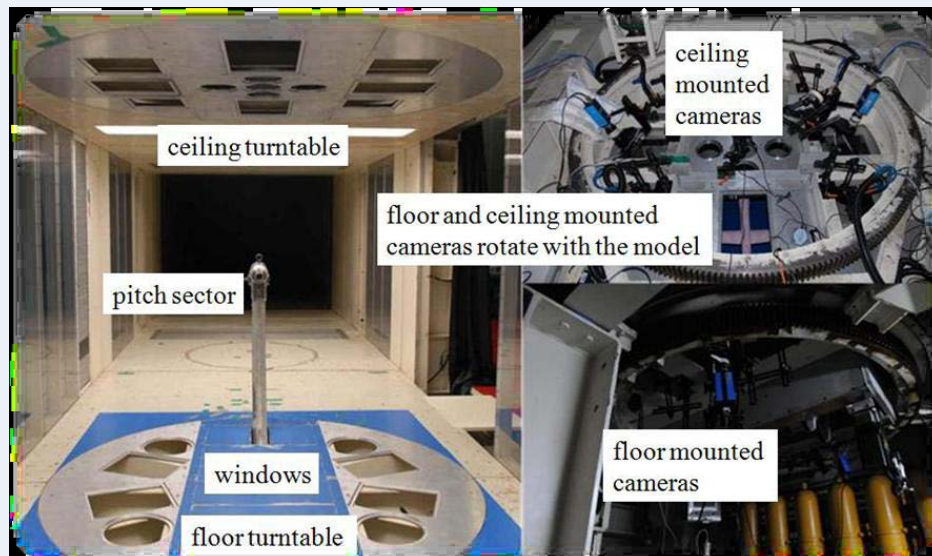 ceiling turntable
pitch sector
windows
floor turntable
ceiling
mounted
cameras
floor and ceiling mounted
cameras rotate with the model
floor mounted
cameras